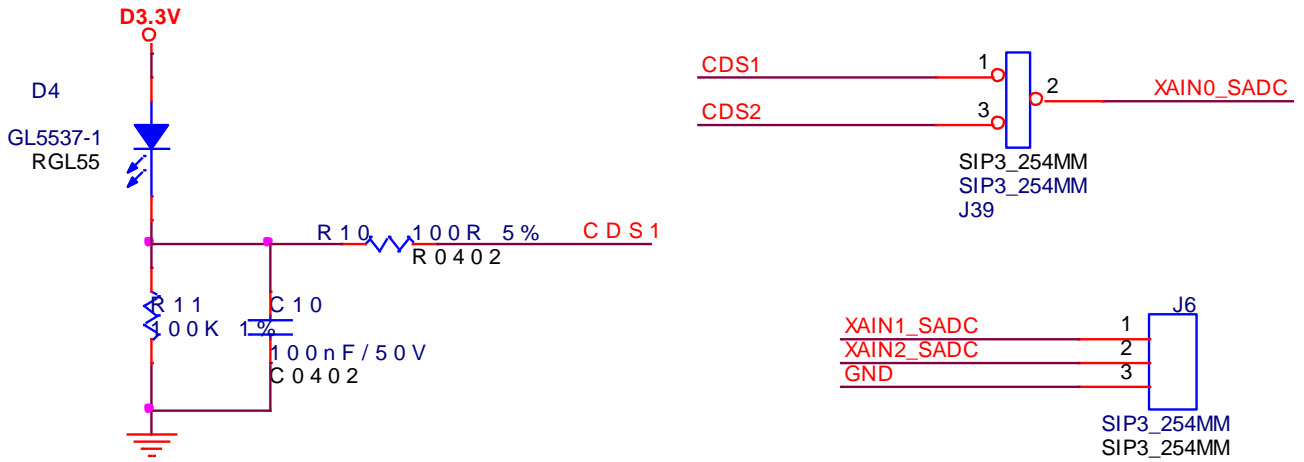 D3.3V
D4
GL5537-1
RGL55
R10 100R 5% CDS1
R0402
R11 C10
100K 1%
100nF/50V
C0402
CDS1 1
2 XAIN0_SADC
CDS2 3
SIP3_254MM
SIP3_254MM
J39
J6
XAIN1_SADC 1
XAIN2_SADC 2
GND 3
SIP3_254MM
SIP3_254MM